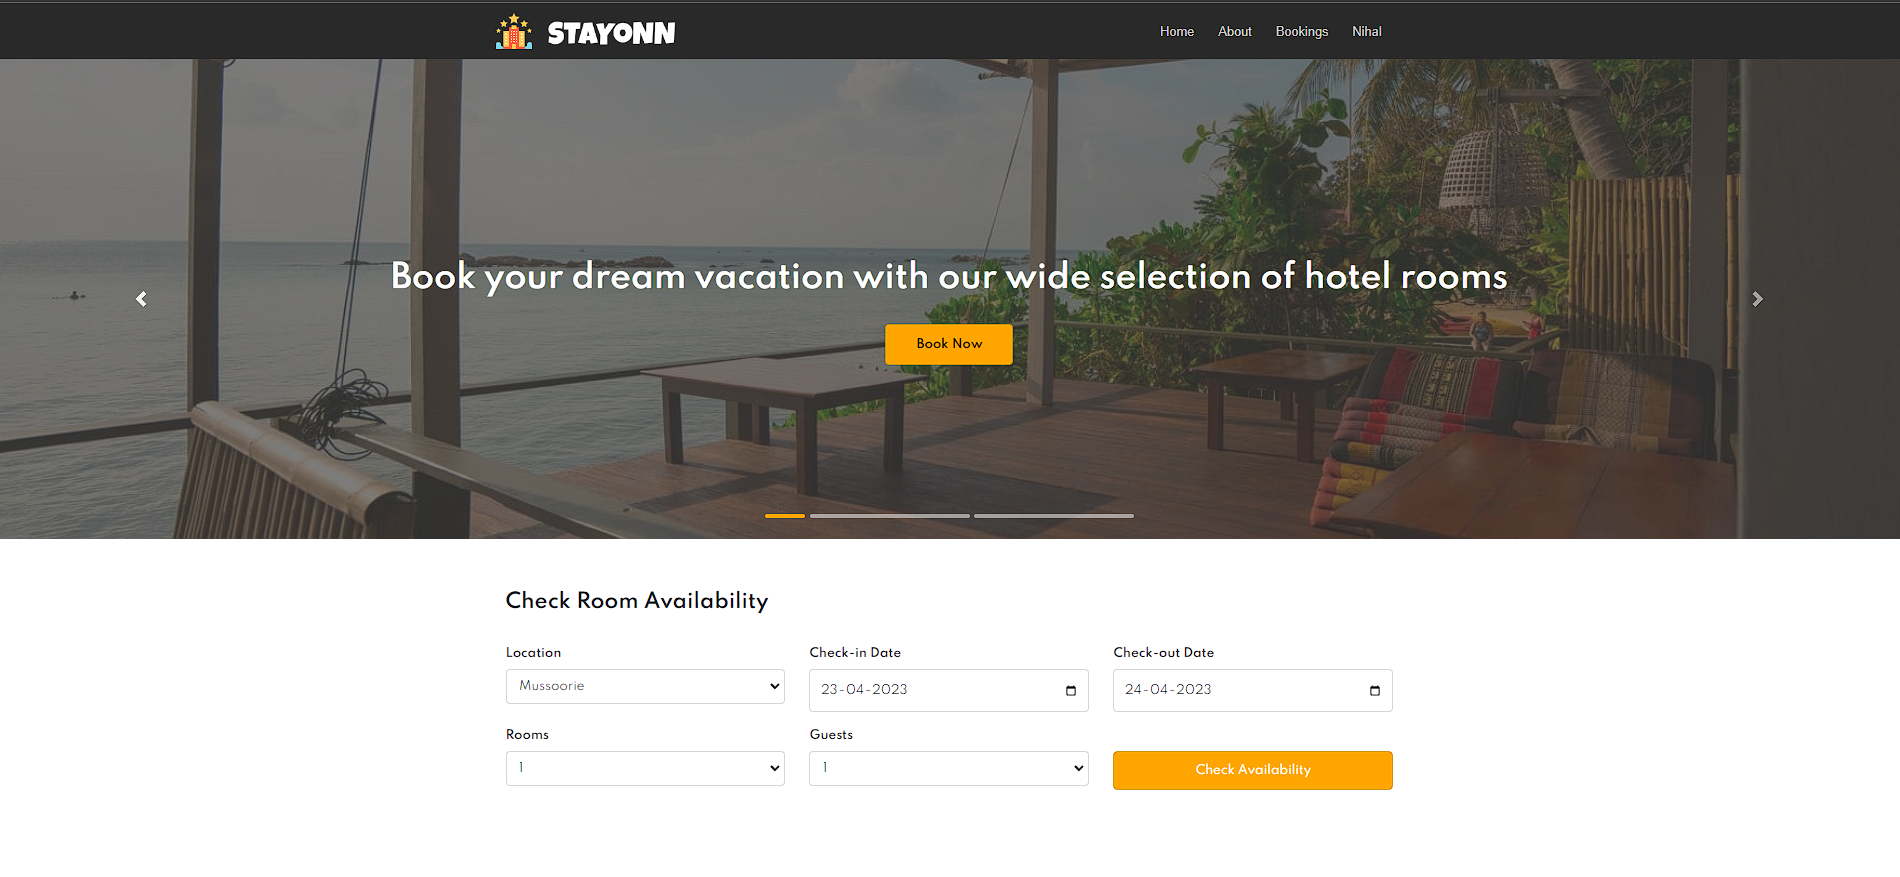 STAYONN
Home About Bookings Nihal
Book your dream vacation with our wide selection of hotel rooms
Book Now
Check Room Availability
Location Check-in Date Check-out Date
Mussoorie 23-04-2023 24-04-2023
Rooms Guests
1 1 Check Availability